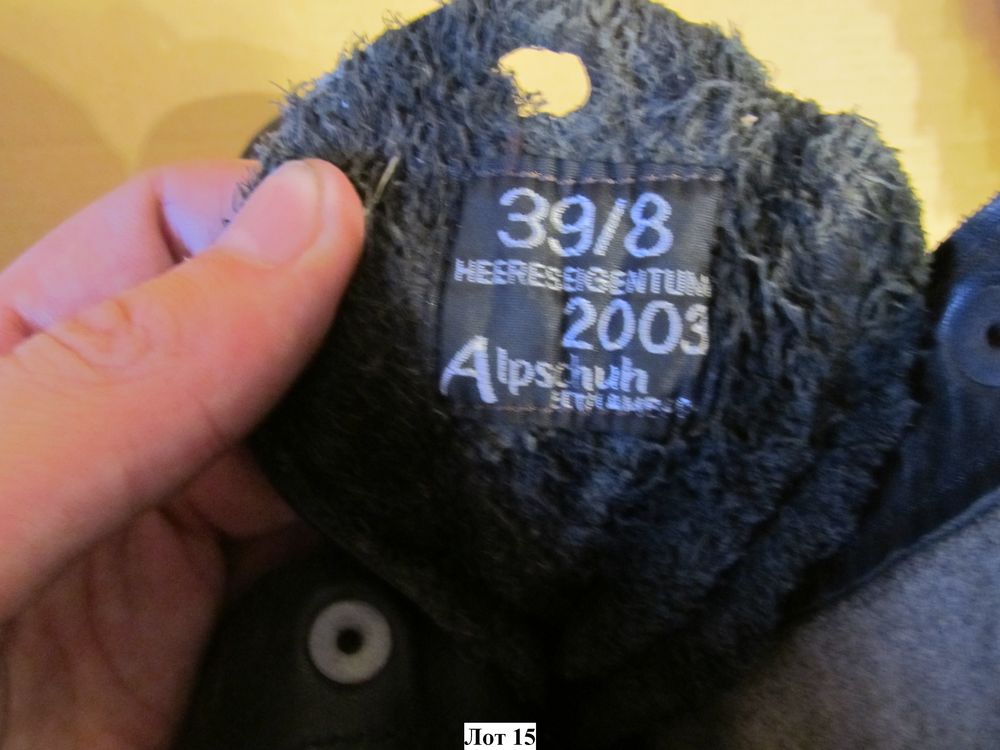 39/8
HEERESEIGENTUM
2003
Alpschuh
Лот 15